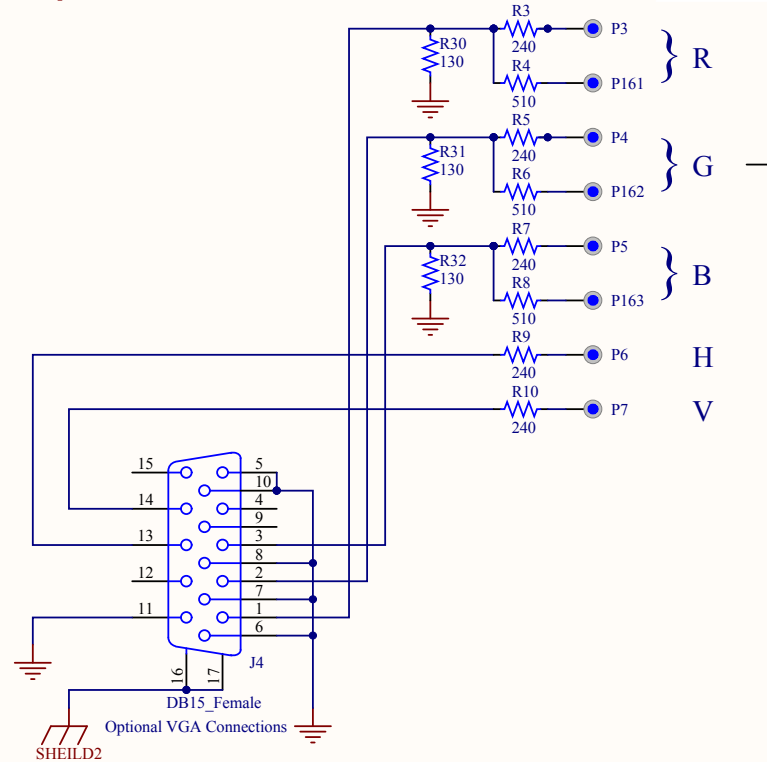 R3
240
P3
R30
130
R
R4
510
P161
R5
240
P4
R31
130
G
R6
510
P162
R7
240
P5
R32
130
B
R8
510
P163
R9
240
P6
H
R10
240
P7
V
15
5
10
14
4
9
13
3
8
12
2
7
11
1
6
16
17
J4
DB15_Female
Optional VGA Connections
SHEILD2